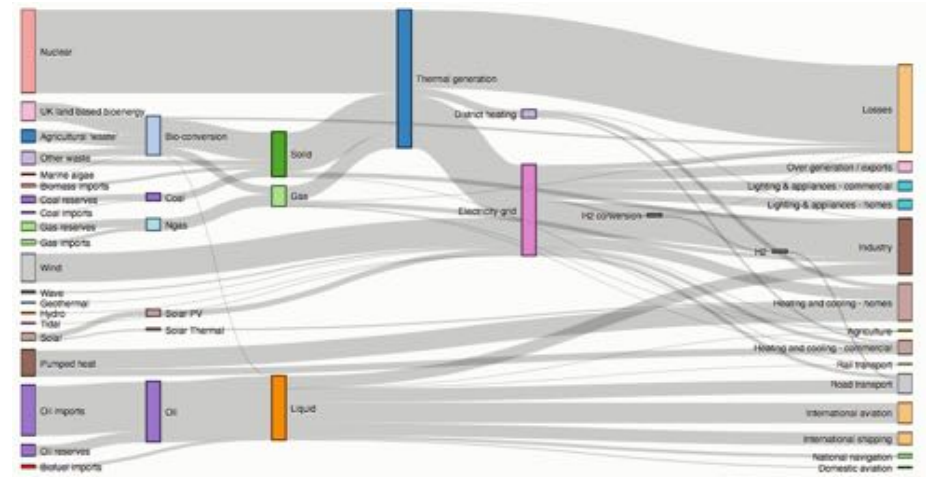 Nuclear
UK land based bioenergy
Agricultural 'waste'
Other waste
Marine algae
Biomass imports
Coal reserves
Coal imports
Gas reserves
Gas imports
Wind
Wave
Geothermal
Hydro
Tidal
Solar
Pumped heat
Oil imports
Oil reserves
Biofuel imports
Bio-conversion
Coal
Ngas
Solar PV
Solar Thermal
Oil
Solid
Gas
Liquid
Thermal generation
District heating
Electricity grid
H2 conversion
H2
Losses
Over generation / exports
Lighting & appliances - commercial
Lighting & appliances - homes
Industry
Heating and cooling - homes
Agriculture
Heating and cooling - commercial
Rail transport
Road transport
International aviation
International shipping
National navigation
Domestic aviation